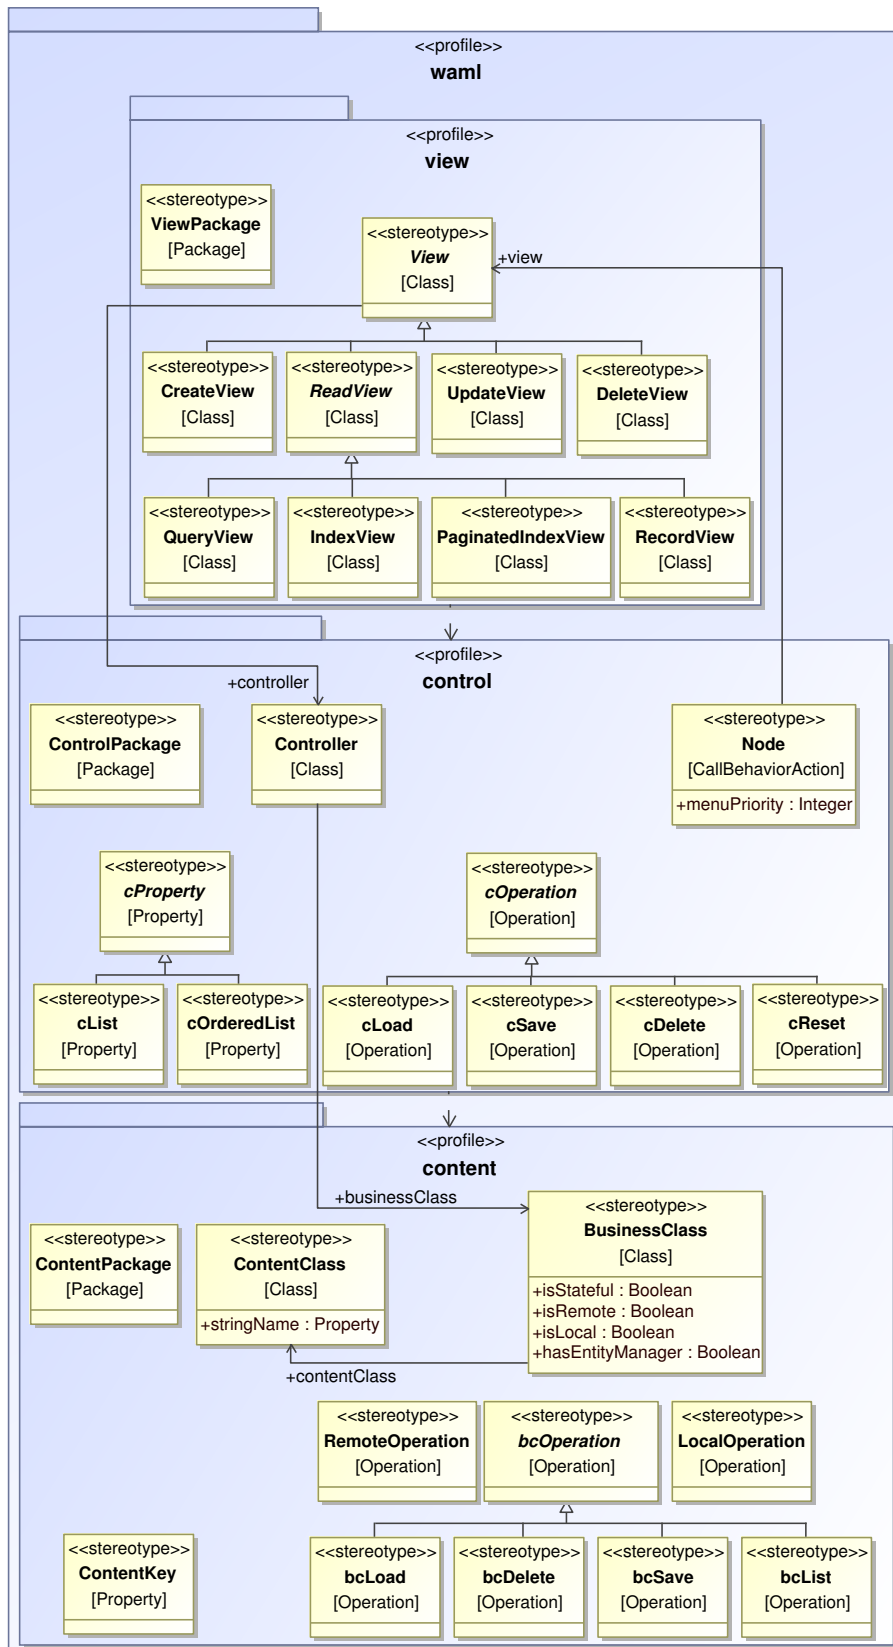 <<profile>>
waml
<<profile>>
view
<<stereotype>>
ViewPackage
[Package]
<<stereotype>>
View
[Class]
+view
<<stereotype>>
CreateView
[Class]
<<stereotype>>
ReadView
[Class]
<<stereotype>>
UpdateView
[Class]
<<stereotype>>
DeleteView
[Class]
<<stereotype>>
QueryView
[Class]
<<stereotype>>
IndexView
[Class]
<<stereotype>>
PaginatedIndexView
[Class]
<<stereotype>>
RecordView
[Class]
<<profile>>
control
+controller
<<stereotype>>
ControlPackage
[Package]
<<stereotype>>
Controller
[Class]
<<stereotype>>
Node
[CallBehaviorAction]
+menuPriority : Integer
<<stereotype>>
cProperty
[Property]
<<stereotype>>
cOperation
[Operation]
<<stereotype>>
cList
[Property]
<<stereotype>>
cOrderedList
[Property]
<<stereotype>>
cLoad
[Operation]
<<stereotype>>
cSave
[Operation]
<<stereotype>>
cDelete
[Operation]
<<stereotype>>
cReset
[Operation]
<<profile>>
content
+businessClass
<<stereotype>>
BusinessClass
[Class]
+isStateful : Boolean
+isRemote : Boolean
+isLocal : Boolean
+hasEntityManager : Boolean
<<stereotype>>
ContentPackage
[Package]
<<stereotype>>
ContentClass
[Class]
+stringName : Property
+contentClass
<<stereotype>>
RemoteOperation
[Operation]
<<stereotype>>
bcOperation
[Operation]
<<stereotype>>
LocalOperation
[Operation]
<<stereotype>>
ContentKey
[Property]
<<stereotype>>
bcLoad
[Operation]
<<stereotype>>
bcDelete
[Operation]
<<stereotype>>
bcSave
[Operation]
<<stereotype>>
bcList
[Operation]